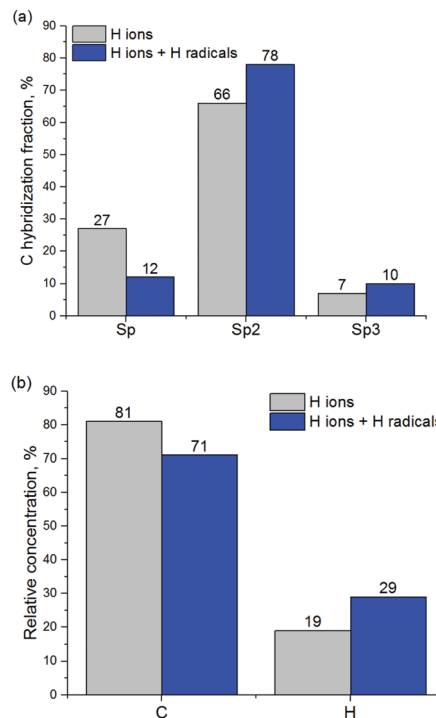 (a)
H ions
H ions + H radicals
C hybridization fraction, %
90
80
70
60
50
40
30
20
10
0
27
12
66
78
7
10
Sp
Sp2
Sp3
(b)
H ions
H ions + H radicals
Relative concentration, %
90
80
70
60
50
40
30
20
10
0
81
71
19
29
C
H